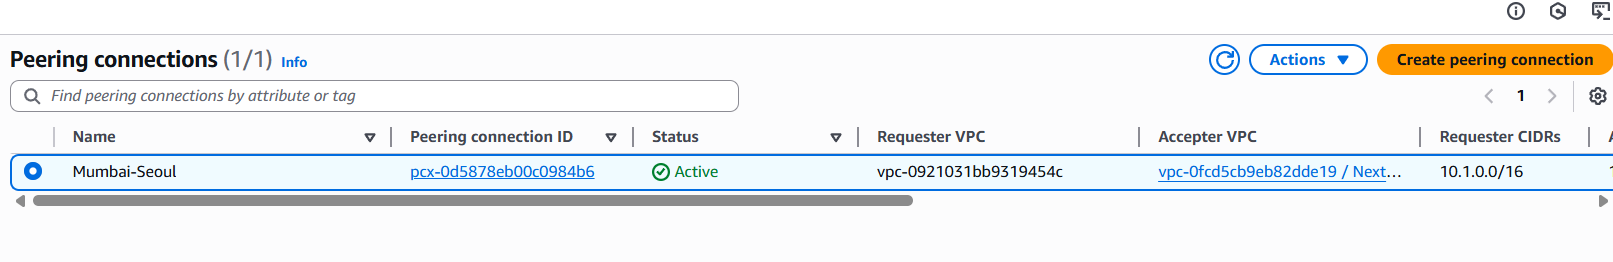 Peering connections (1/1) Info
Actions
Create peering connection
Find peering connections by attribute or tag
1
Name Peering connection ID Status Requester VPC Accepter VPC Requester CIDRs
Mumbai-Seoul pcx-0d5878eb00c0984b6 Active vpc-0921031bb9319454c vpc-0fcd5cb9eb82dde19 / Next... 10.1.0.0/16